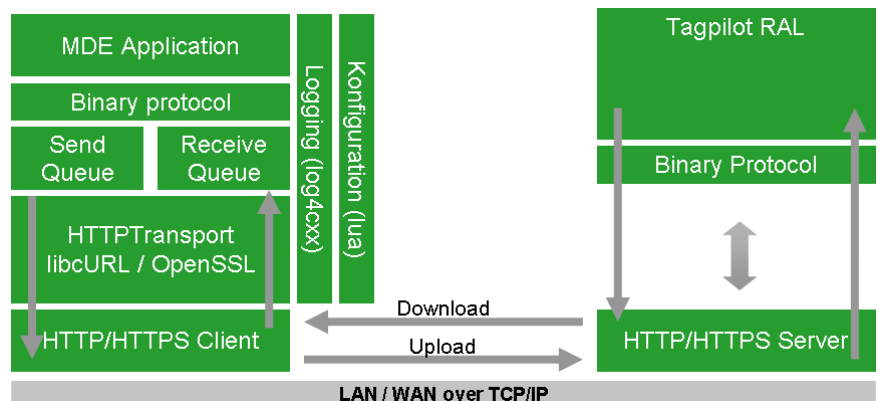 MDE Application
Binary protocol
Send
Queue
Receive
Queue
HTTPTransport
libcURL / OpenSSL
HTTP/HTTPS Client
Logging (log4cxx)
Konfiguration (lua)
Download
Upload
Tagpilot RAL
Binary Protocol
HTTP/HTTPS Server
LAN / WAN over TCP/IP